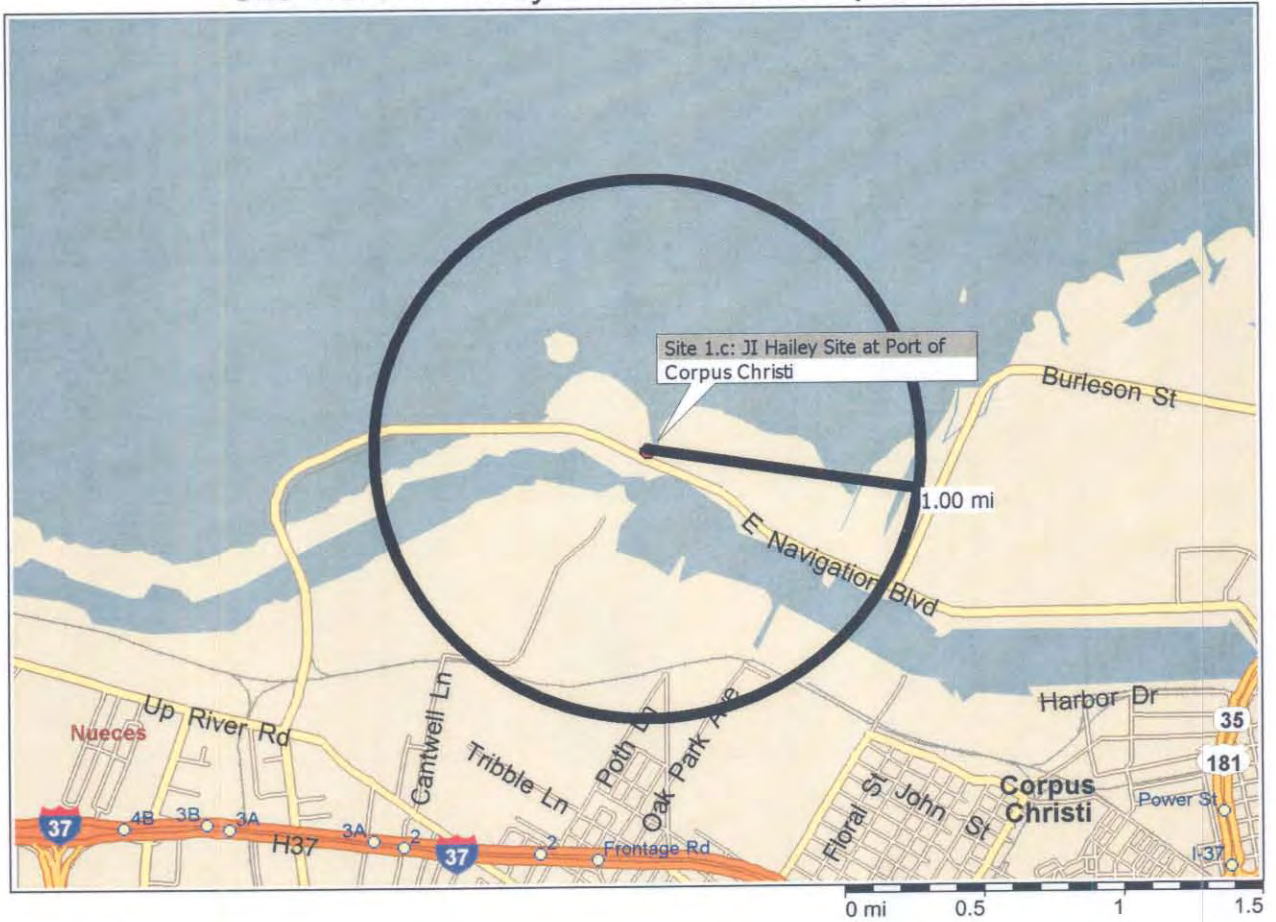 Site 1.c: JI Hailey Site at Port of
Corpus Christi
Burleson St
1.00 mi
E Navigation Blvd
Harbor Dr
35
181
Up River Rd
Nueces
Cantwell Ln
Tribble Ln
Poth Ln
Oak Park Ave
Floral St
John St
Corpus
Christi
Power St
37
4B
3B
3A
H37
3A
2
37
2
Frontage Rd
I-37
0 mi
0.5
1
1.5